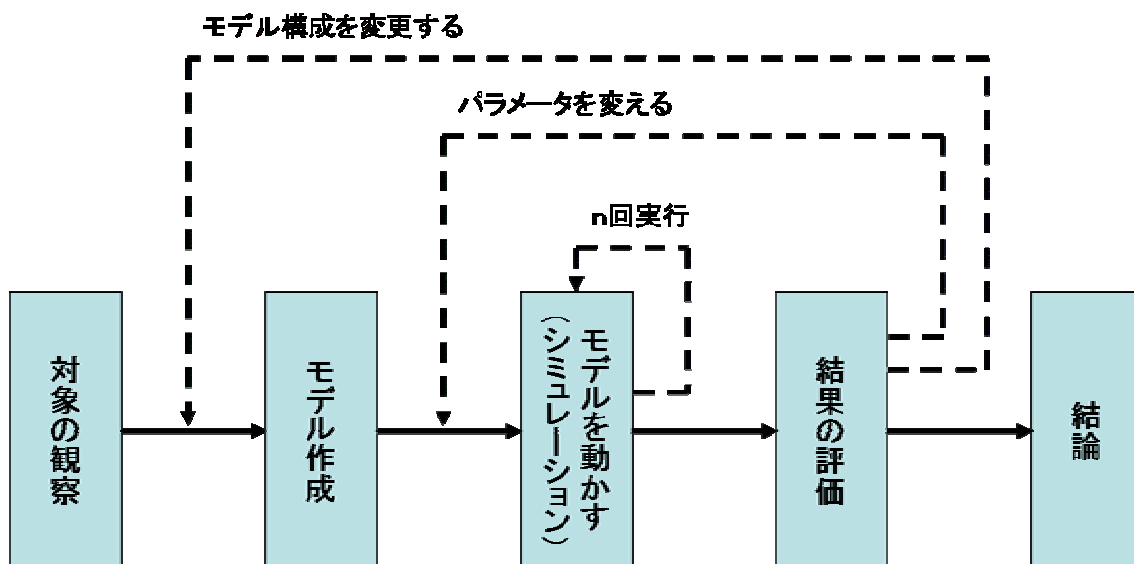 モデル構成を変更する
パラメータを変える
n回実行
対象の観察
モデル作成
モデルを動かす
(シミュレーション)
結果の評価
結論